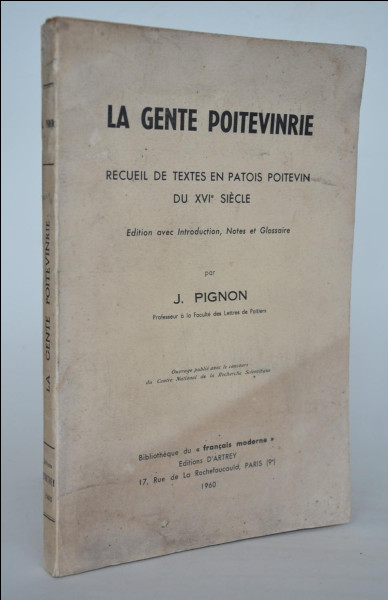 LA GENTE POITEVINRIE
RECUEIL DE TEXTES EN PATOIS POITEVIN
DU XVIe SIÈCLE
Edition avec Introduction, Notes et Glossaire
par
J. PIGNON
Professeur à la Faculté des Lettres de Poitiers
Ouvrage publié avec le concours
du Centre National de la Recherche Scientifique
Bibliothèque du « français moderne »
Editions D'ARTREY
17, Rue de La Rochefoucauld, PARIS (9e)
1960
LA GENTE POITEVINRIE